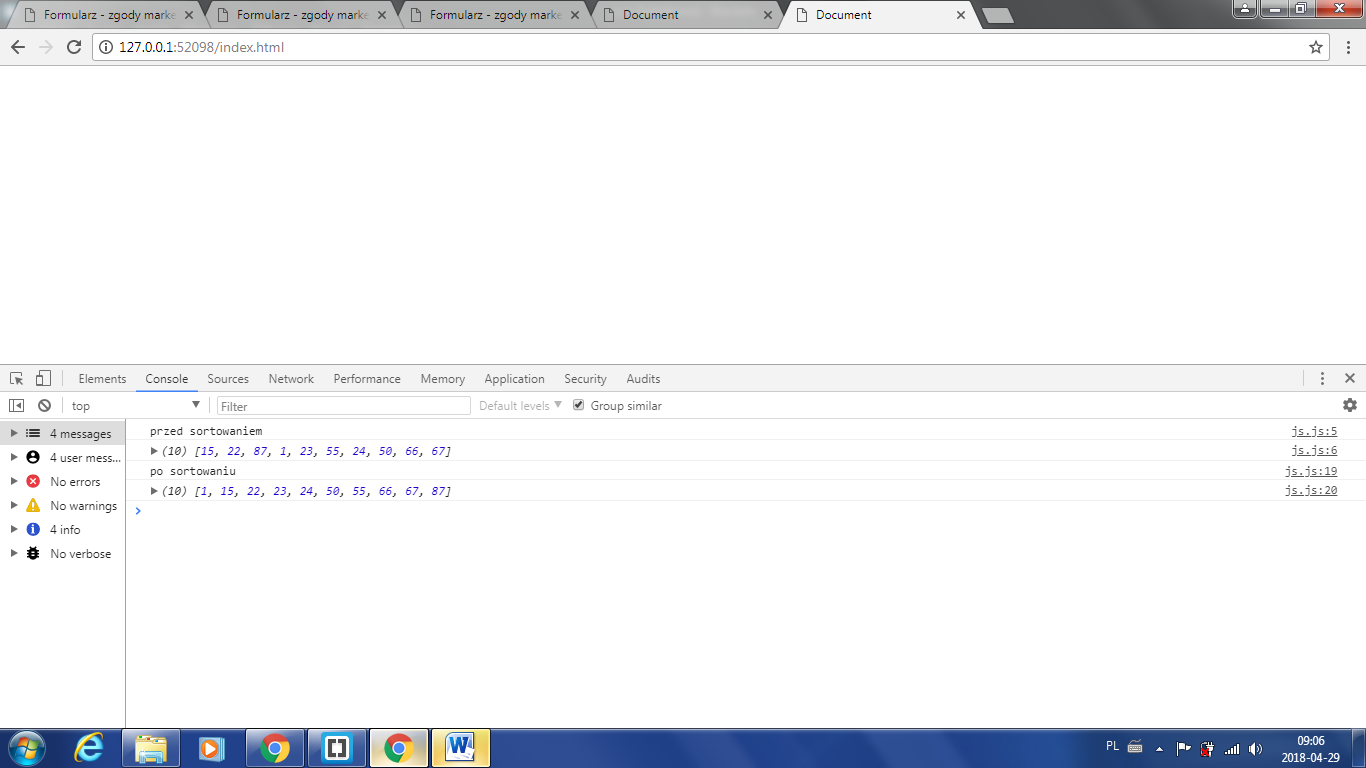 Formularz - zgody marke
Formularz - zgody marke
Formularz - zgody marke
Document
Document
127.0.0.1:52098/index.html
Elements Console Sources Network Performance Memory Application Security Audits
top Filter Default levels Group similar
4 messages
4 user mess...
No errors
No warnings
4 info
No verbose
przed sortowaniem js.js:5
(10) [15, 22, 87, 1, 23, 55, 24, 50, 66, 67] js.js:6
po sortowaniu js.js:19
(10) [1, 15, 22, 23, 24, 50, 55, 66, 67, 87] js.js:20
PL
09:06
2018-04-29